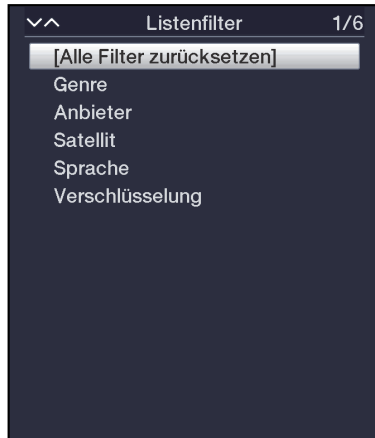 Listenfilter 1/6
[Alle Filter zurücksetzen]
Genre
Anbieter
Satellit
Sprache
Verschlüsselung